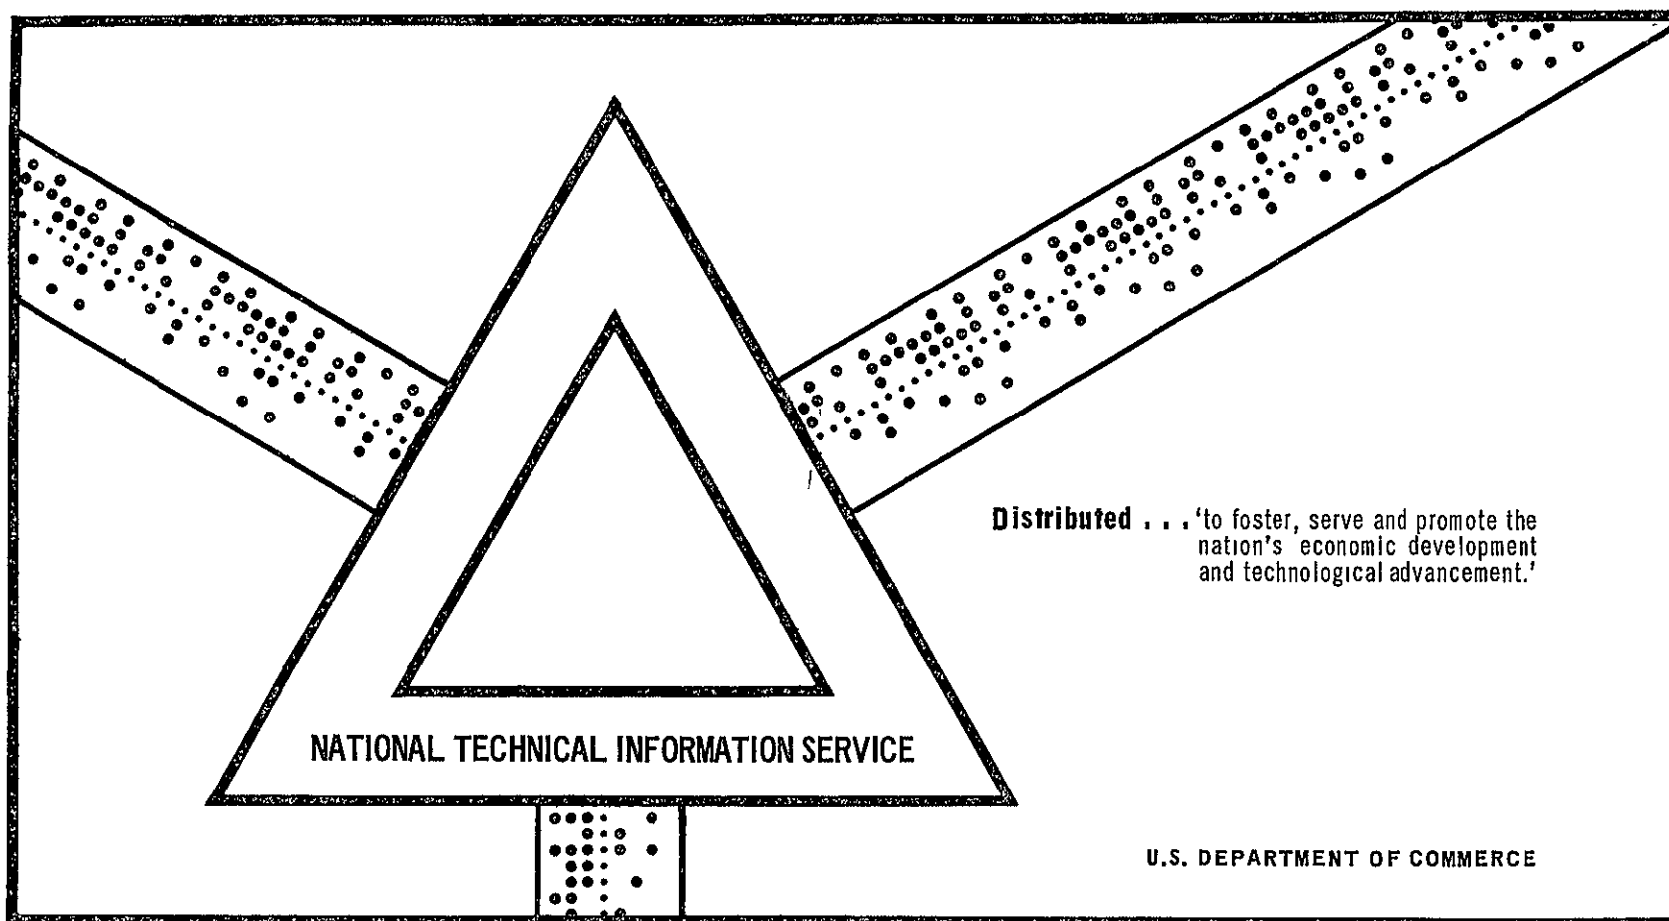 Distributed . . . 'to foster, serve and promote the
nation's economic development
and technological advancement.'
NATIONAL TECHNICAL INFORMATION SERVICE
U.S. DEPARTMENT OF COMMERCE